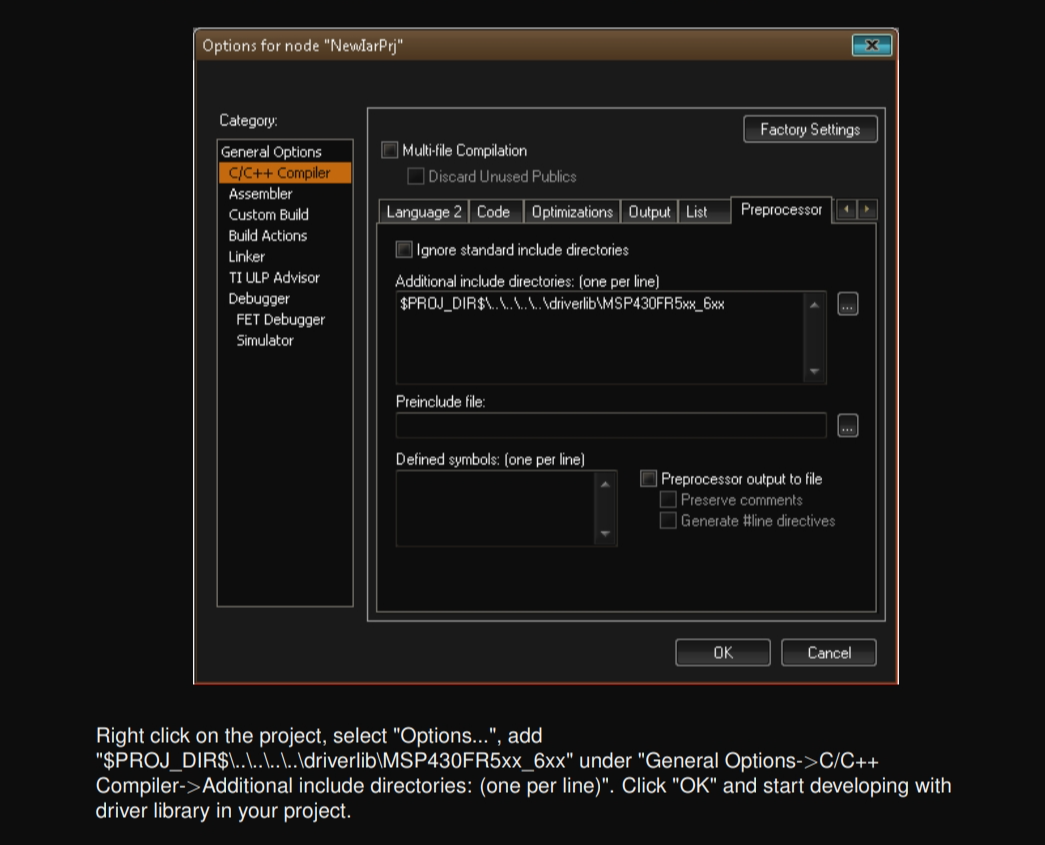 Options for node "NewIarPrj"
Category:
Factory Settings
General Options
C/C++ Compiler
Assembler
Custom Build
Build Actions
Linker
TI ULP Advisor
Debugger
FET Debugger
Simulator
Multi-file Compilation
Discard Unused Publics
Language 2 Code Optimizations Output List Preprocessor
Ignore standard include directories
Additional include directories: (one per line)
$PROJ_DIR$\..\..\..\..\driverlib\MSP430FR5xx_6xx
...
Preinclude file:
...
Defined symbols: (one per line)
Preprocessor output to file
Preserve comments
Generate #line directives
OK Cancel
Right click on the project, select "Options...", add
"$PROJ_DIR$\..\..\..\..\driverlib\MSP430FR5xx_6xx" under "General Options->C/C++
Compiler->Additional include directories: (one per line)". Click "OK" and start developing with
driver library in your project.